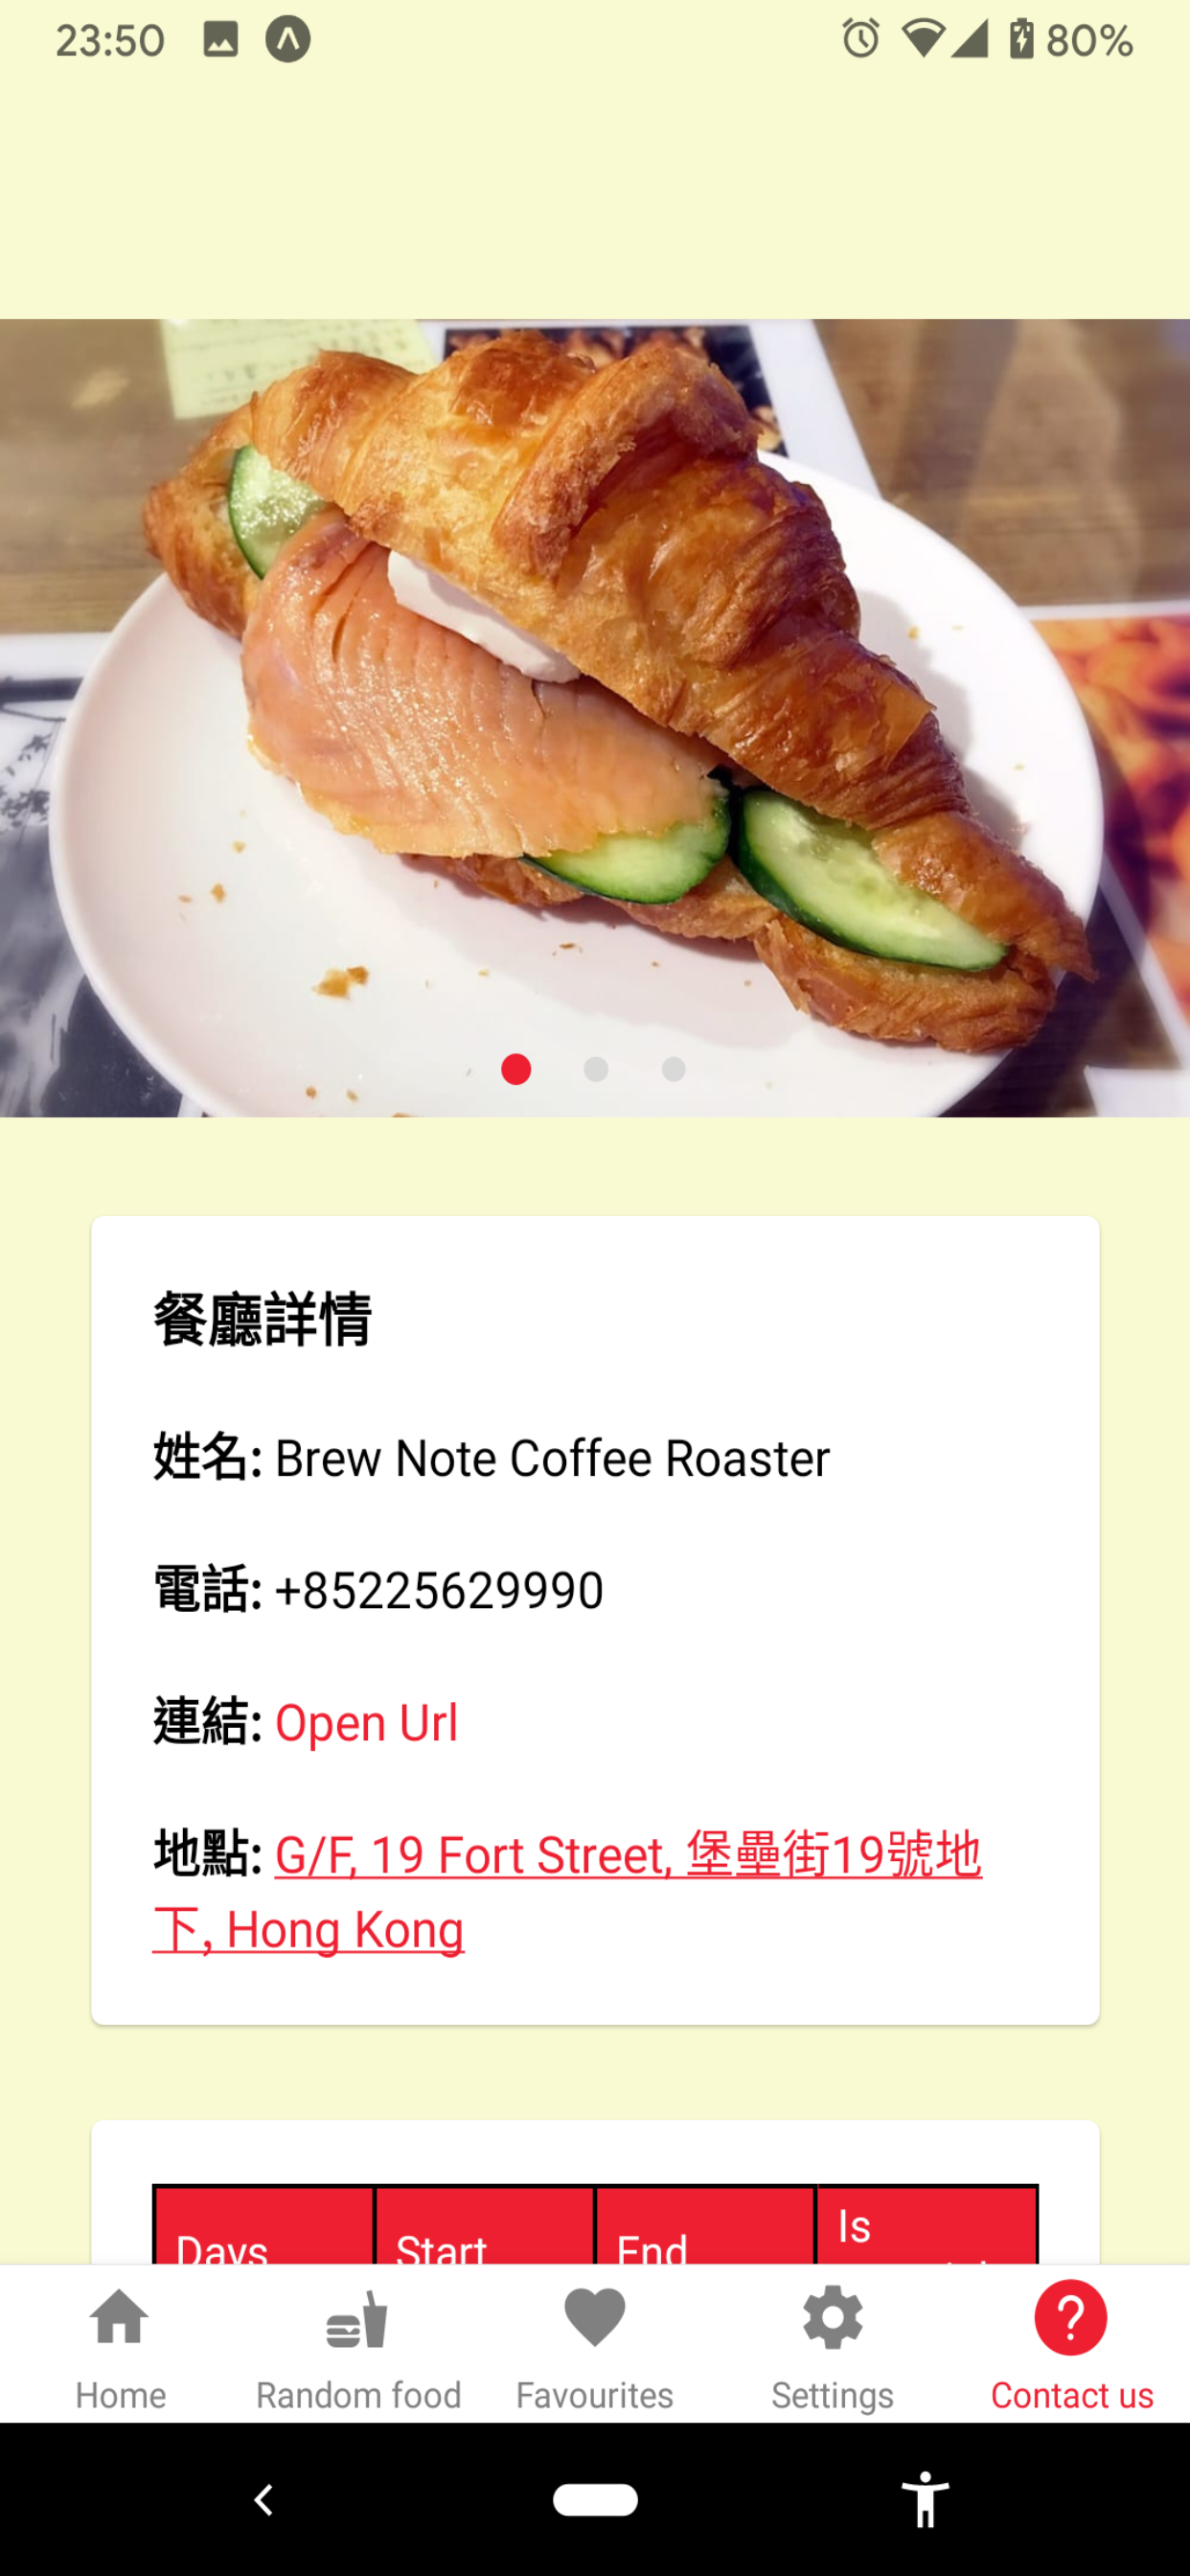 23:50 80%
餐廳詳情
姓名: Brew Note Coffee Roaster
電話: +85225629990
連結: Open Url
地點: G/F, 19 Fort Street, 堡壘街19號地
下, Hong Kong
Days Start End Is
Home Random food Favourites Settings Contact us